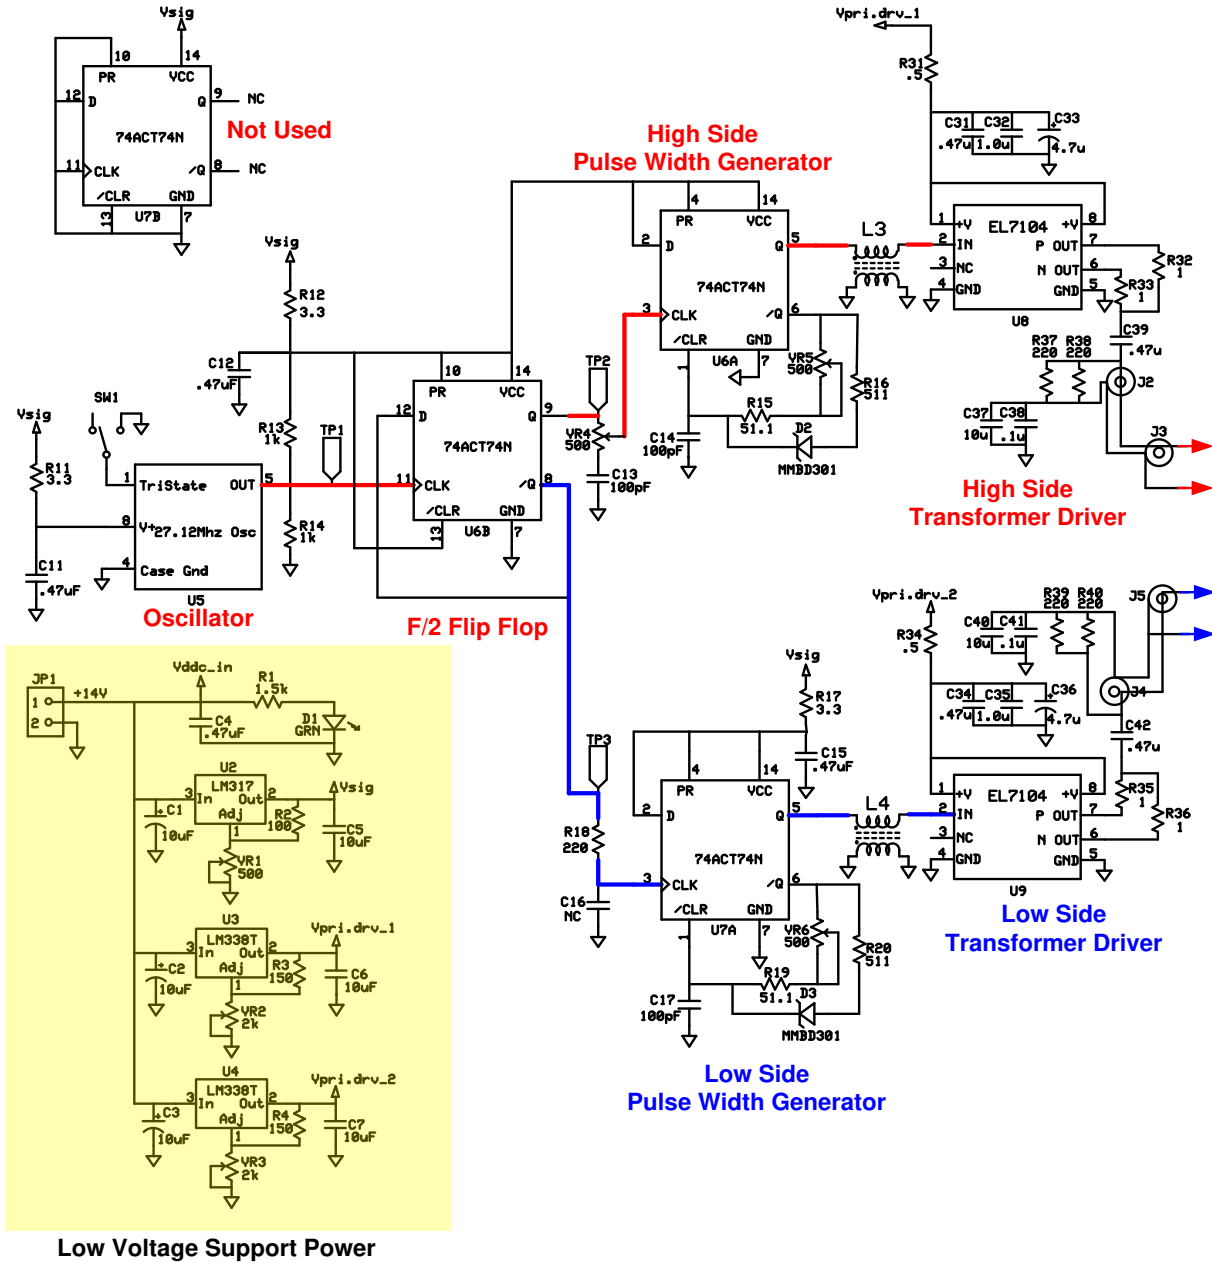 Vsig
10
14
PR
VCC
12
D
Q
9
NC
74ACT74N
Not Used
11
CLK
/Q
8
NC
/CLR
GND
13
U7B
7
High Side
Pulse Width Generator
Vpri.drv_1
R31
.5
C31
.47u
C32
1.0u
C33
4.7u
4
14
PR
VCC
2
D
Q
5
74ACT74N
3
CLK
/Q
6
/CLR
GND
1
U6A
7
L3
1
+V
+V
8
EL7104
2
IN
P OUT
7
3
NC
N OUT
6
4
GND
GND
5
U8
R32
1
R33
1
C39
.47u
R37
220
R38
220
J2
C37
10u
C38
.1u
J3
High Side
Transformer Driver
Vsig
R12
3.3
C12
.47uF
R13
1k
R14
1k
SW1
Vsig
R11
3.3
TP1
1
TriState
OUT
5
8
V+
27.12Mhz Osc
4
Case Gnd
U5
C11
.47uF
Oscillator
10
14
PR
VCC
12
D
Q
9
74ACT74N
11
CLK
/Q
8
/CLR
GND
13
U6B
7
F/2 Flip Flop
TP2
VR4
500
C13
100pF
C14
100pF
R15
51.1
VR5
500
R16
511
D2
MMBD301
JP1
1
2
+14V
Vddc_in
R1
1.5k
C4
.47uF
D1
GRN
U2
LM317
3
In
Out
2
Adj
1
Vsig
C1
10uF
R2
100
C5
10uF
VR1
500
U3
LM338T
3
In
Out
2
Adj
1
Vpri.drv_1
C2
10uF
R3
150
C6
10uF
VR2
2k
U4
LM338T
3
In
Out
2
Adj
1
Vpri.drv_2
C3
10uF
R4
150
C7
10uF
VR3
2k
Low Voltage Support Power
TP3
R18
220
C16
NC
Vsig
R17
3.3
C15
.47uF
4
14
PR
VCC
2
D
Q
5
74ACT74N
3
CLK
/Q
6
/CLR
GND
1
U7A
7
C17
100pF
R19
51.1
VR6
500
R20
511
D3
MMBD301
Low Side
Pulse Width Generator
L4
Vpri.drv_2
R34
.5
C40
10u
C41
.1u
R39
220
R40
220
J5
J4
C34
.47u
C35
1.0u
C36
4.7u
C42
.47u
1
+V
+V
8
EL7104
2
IN
P OUT
7
3
NC
N OUT
6
4
GND
GND
5
U9
R35
1
R36
1
Low Side
Transformer Driver